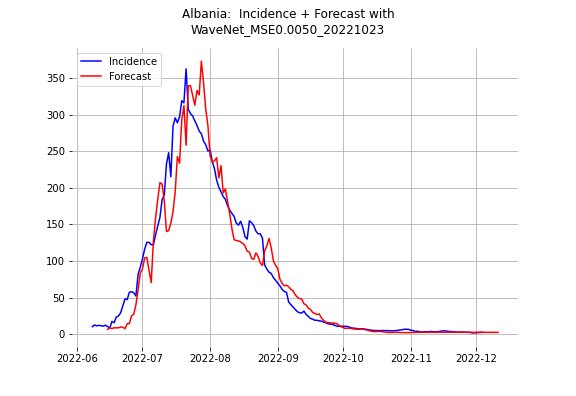 Albania:  Incidence + Forecast with
WaveNet_MSE0.0050_20221023
Incidence
Forecast
350
300
250
200
150
100
50
0
2022-06 2022-07 2022-08 2022-09 2022-10 2022-11 2022-12